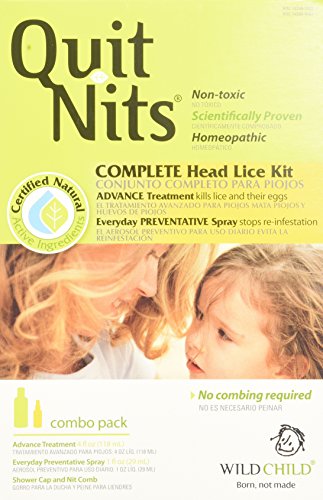 Quit
Nits®
Non-toxic
NO TÓXICO
Scientifically Proven
CIENTÍFICAMENTE COMPROBADO
Homeopathic
HOMEOPÁTICO
Certified Natural
Active Ingredients
COMPLETE Head Lice Kit
CONJUNTO COMPLETO PARA PIOJOS
ADVANCE Treatment kills lice and their eggs
EL TRATAMIENTO AVANZADO PARA PIOJOS MATA PIOJOS Y
HUEVOS DE PIOJOS
Everyday PREVENTATIVE Spray stops re-infestation
EL AEROSOL PREVENTIVO PARA USO DIARIO EVITA LA
REINFESTACIÓN
No combing required
NO ES NECESARIO PEINAR
combo pack
Advance Treatment 4 fl oz (118 mL)
TRATAMIENTO AVANZADO PARA PIOJOS, 4 OZ LÍQ. (118 ML)
Everyday Preventative Spray 1 fl oz (29 mL)
AEROSOL PREVENTIVO PARA USO DIARIO, 1 OZ LÍQ. (29 ML)
Shower Cap and Nit Comb
GORRO PARA LA DUCHA Y PEINE PARA LIENDRES
WILD CHILD®
Born, not made